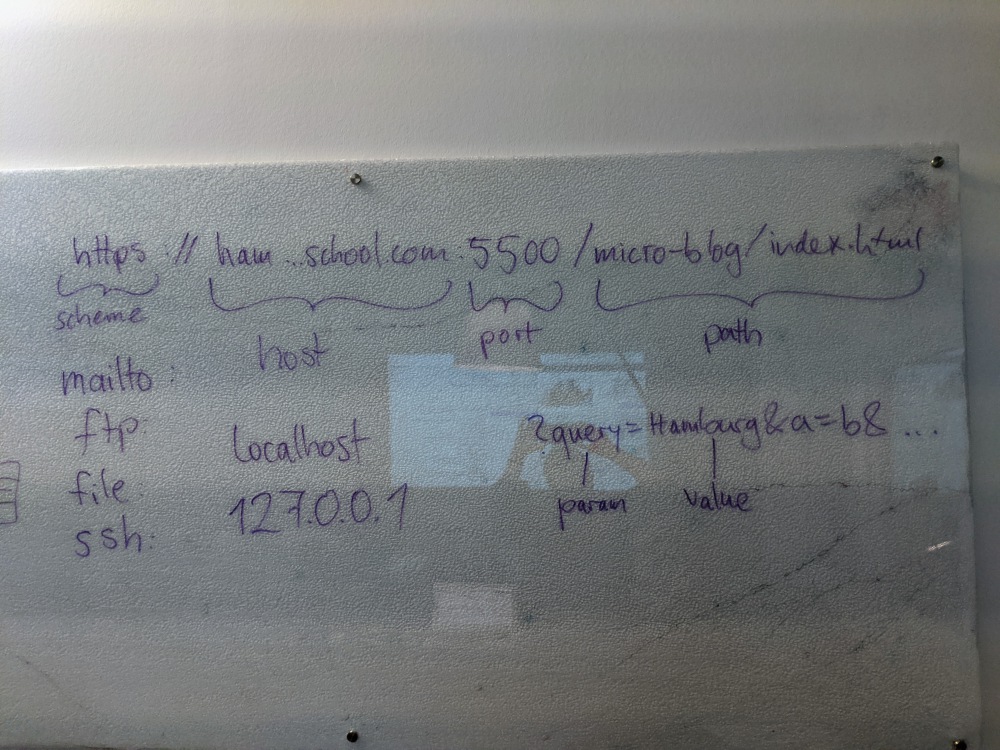 https :// ham...school.com:5500 /micro-blog/index.html
scheme
host
port
path
mailto :
ftp:
file:
ssh:
localhost
127.0.0.1
?query=Hamburg&a=b& ...
param
value